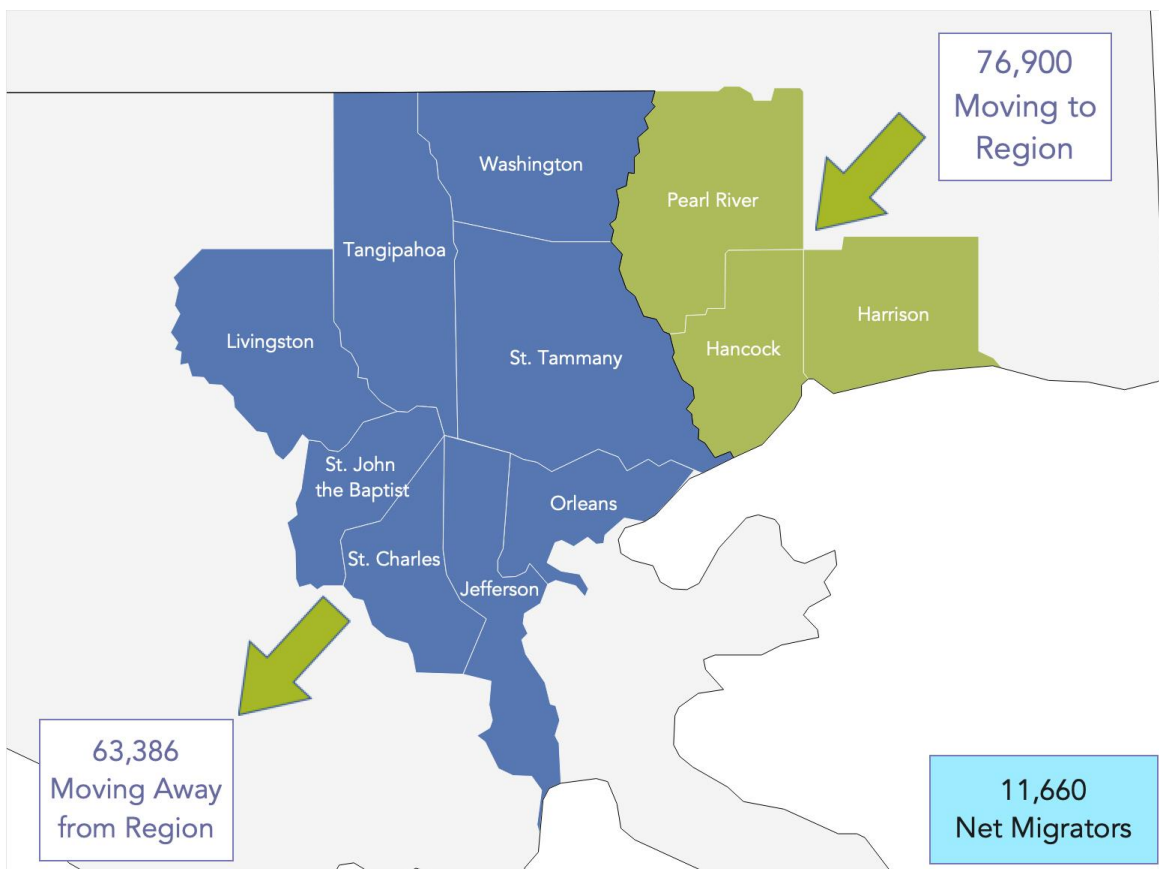 76,900
Moving to
Region
Washington
Pearl River
Tangipahoa
Harrison
Livingston
Hancock
St. Tammany
St. John
the Baptist
Orleans
St. Charles
Jefferson
63,386
Moving Away
from Region
11,660
Net Migrators